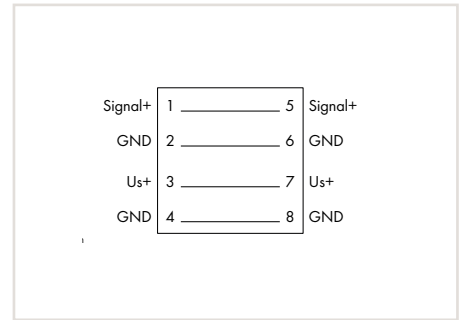 Signal+ 1 5 Signal+
GND 2 6 GND
Us+ 3 7 Us+
GND 4 8 GND